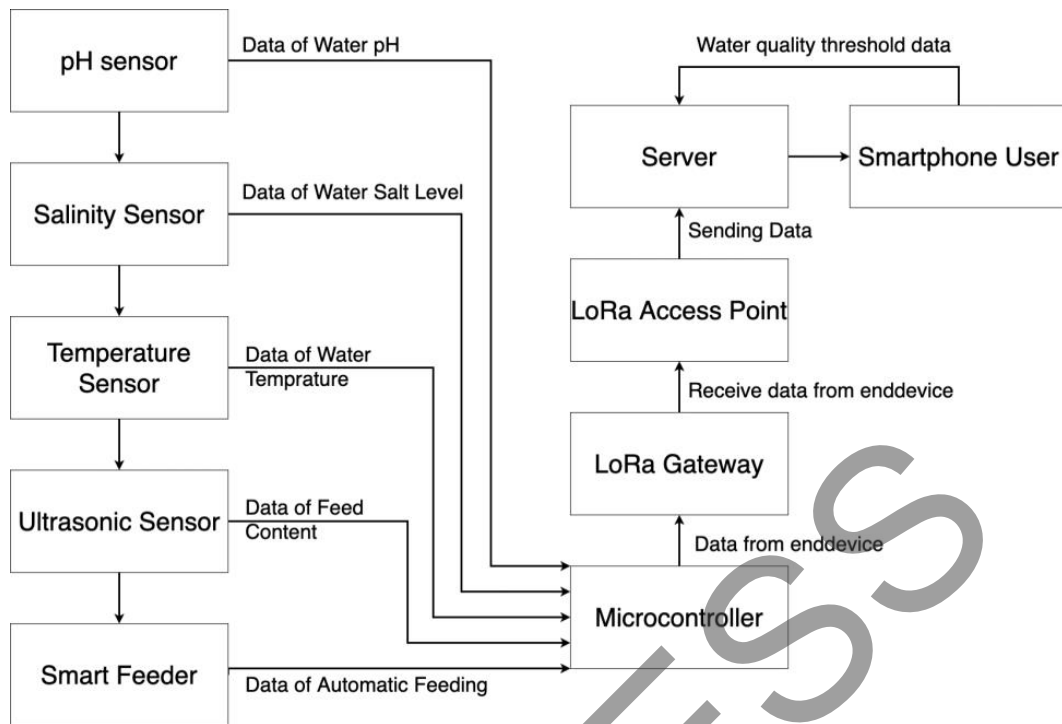 pH sensor
Data of Water pH
Salinity Sensor
Data of Water Salt Level
Temperature
Sensor
Data of Water
Temprature
Ultrasonic Sensor
Data of Feed
Content
Smart Feeder
Data of Automatic Feeding
Water quality threshold data
Server
Smartphone User
Sending Data
LoRa Access Point
Receive data from enddevice
LoRa Gateway
Data from enddevice
Microcontroller
ESS